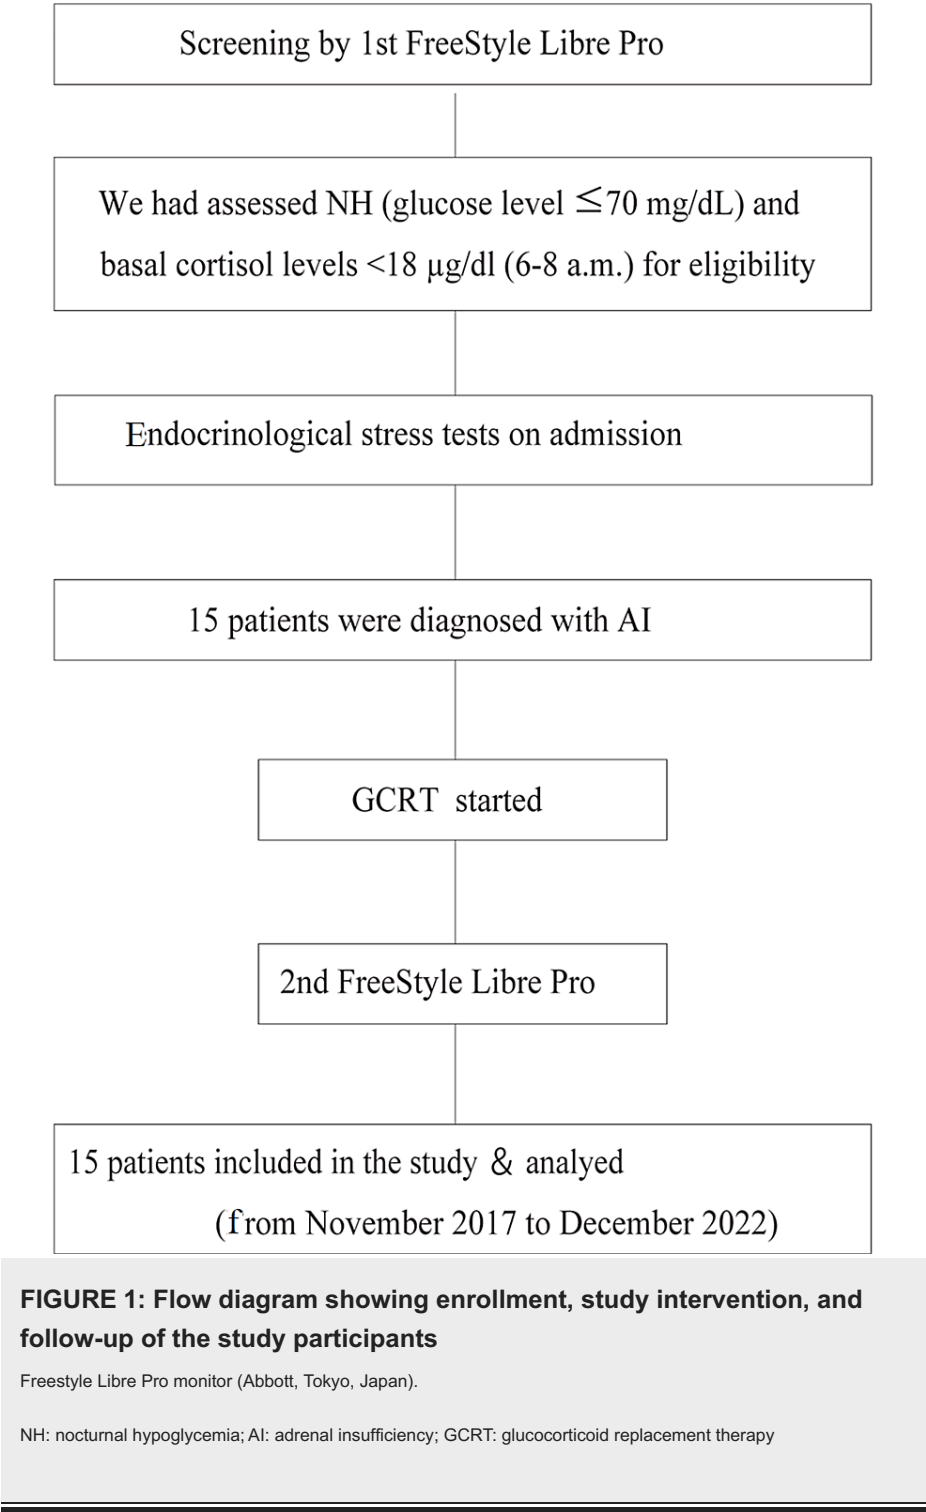 Screening by 1st FreeStyle Libre Pro
We had assessed NH (glucose level ≦70 mg/dL) and
basal cortisol levels <18 μg/dl (6-8 a.m.) for eligibility
Endocrinological stress tests on admission
15 patients were diagnosed with AI
GCRT started
2nd FreeStyle Libre Pro
15 patients included in the study & analyed
(from November 2017 to December 2022)
FIGURE 1: Flow diagram showing enrollment, study intervention, and
follow-up of the study participants
Freestyle Libre Pro monitor (Abbott, Tokyo, Japan).
NH: nocturnal hypoglycemia; AI: adrenal insufficiency; GCRT: glucocorticoid replacement therapy